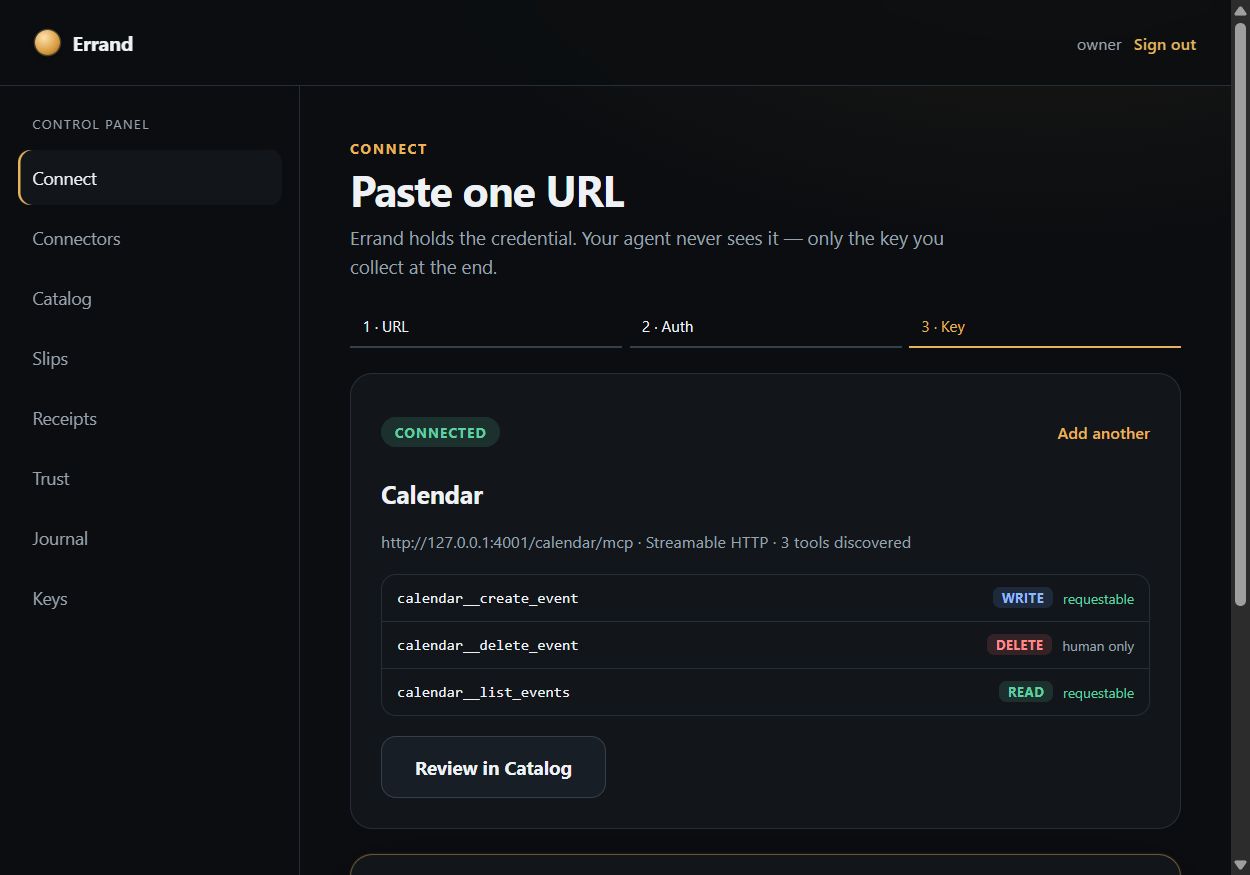 Errand
owner Sign out
CONTROL PANEL
Connect
Connectors
Catalog
Slips
Receipts
Trust
Journal
Keys
CONNECT
Paste one URL
Errand holds the credential. Your agent never sees it — only the key you
collect at the end.
1 · URL
2 · Auth
3 · Key
CONNECTED
Add another
Calendar
http://127.0.0.1:4001/calendar/mcp · Streamable HTTP · 3 tools discovered
calendar__create_event WRITE requestable
calendar__delete_event DELETE human only
calendar__list_events READ requestable
Review in Catalog